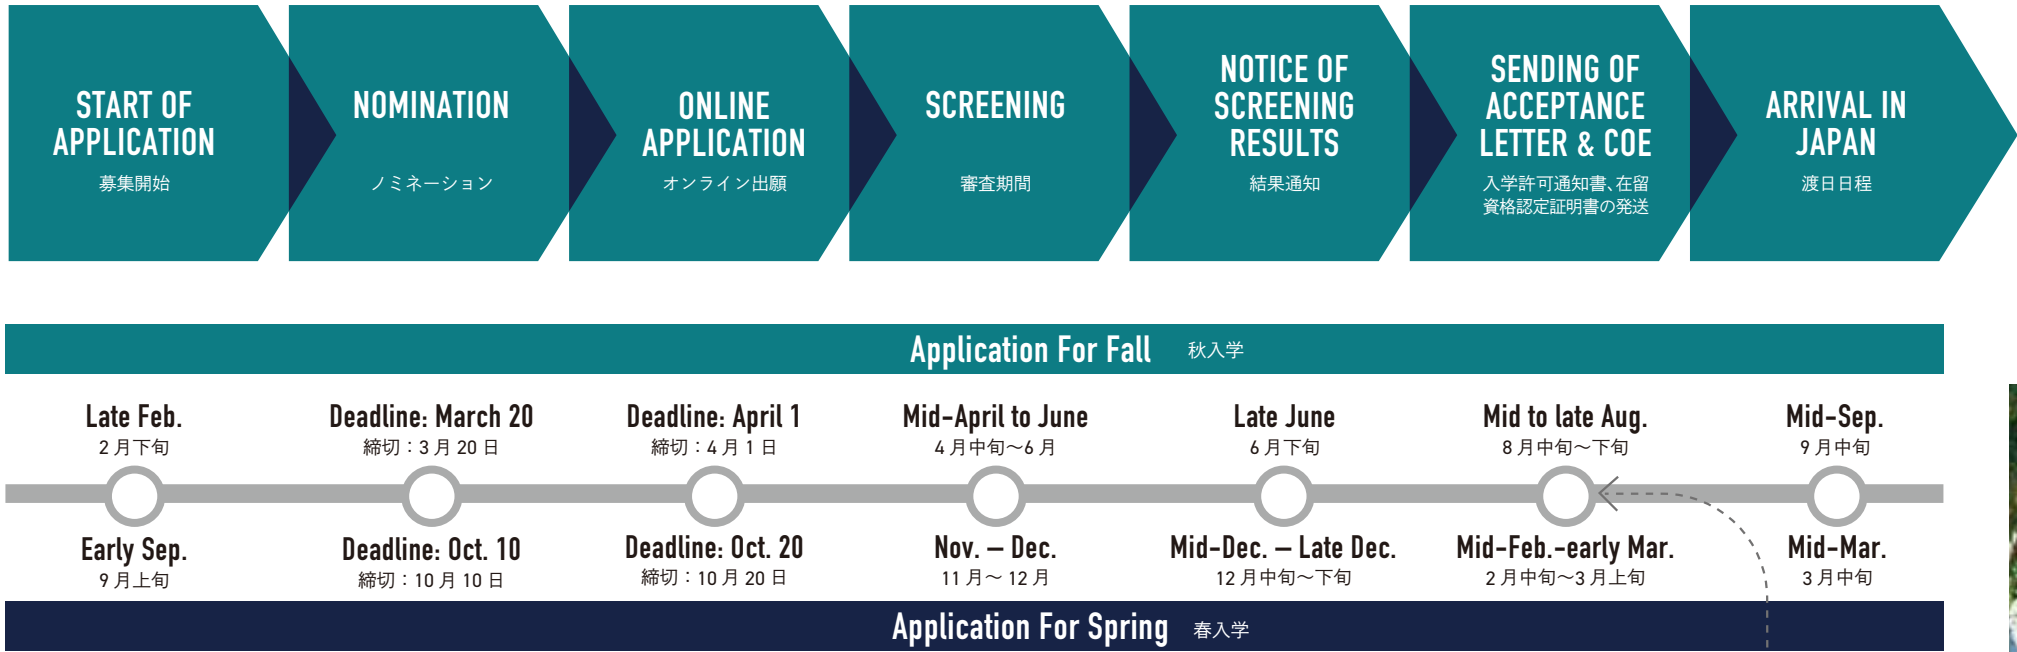 START OF
APPLICATION
募集開始
NOMINATION
ノミネーション
ONLINE
APPLICATION
オンライン出願
SCREENING
審査期間
NOTICE OF
SCREENING
RESULTS
結果通知
SENDING OF
ACCEPTANCE
LETTER & COE
入学許可通知書、在留
資格認定証明書の発送
ARRIVAL IN
JAPAN
渡日日程
Application For Fall 秋入学
Late Feb.
2月下旬
Deadline: March 20
締切：3月20日
Deadline: April 1
締切：4月1日
Mid-April to June
4月中旬～6月
Late June
6月下旬
Mid to late Aug.
8月中旬～下旬
Mid-Sep.
9月中旬
Early Sep.
9月上旬
Deadline: Oct. 10
締切：10月10日
Deadline: Oct. 20
締切：10月20日
Nov. – Dec.
11月～12月
Mid-Dec. – Late Dec.
12月中旬～下旬
Mid-Feb.-early Mar.
2月中旬～3月上旬
Mid-Mar.
3月中旬
Application For Spring 春入学